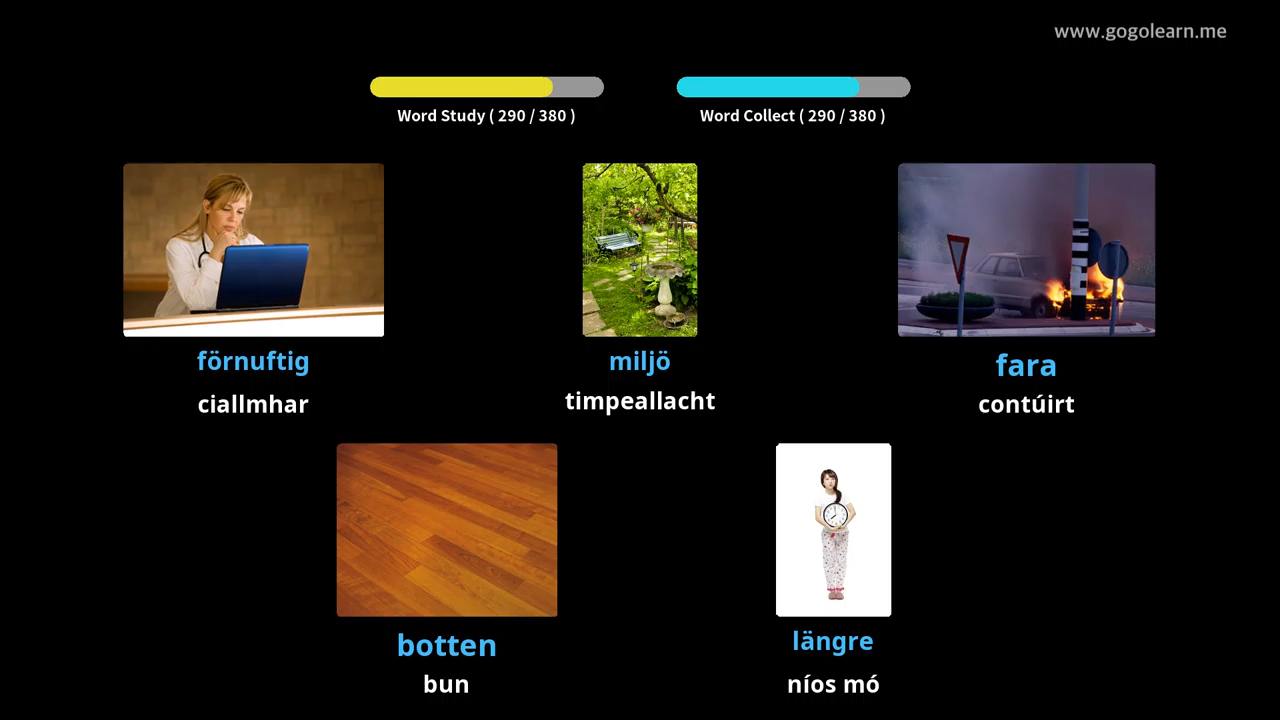 www.gogolearn.me
Word Study ( 290 / 380 )
Word Collect ( 290 / 380 )
förnuftig
ciallmhar
miljö
timpeallacht
fara
contúirt
botten
bun
längre
níos mó